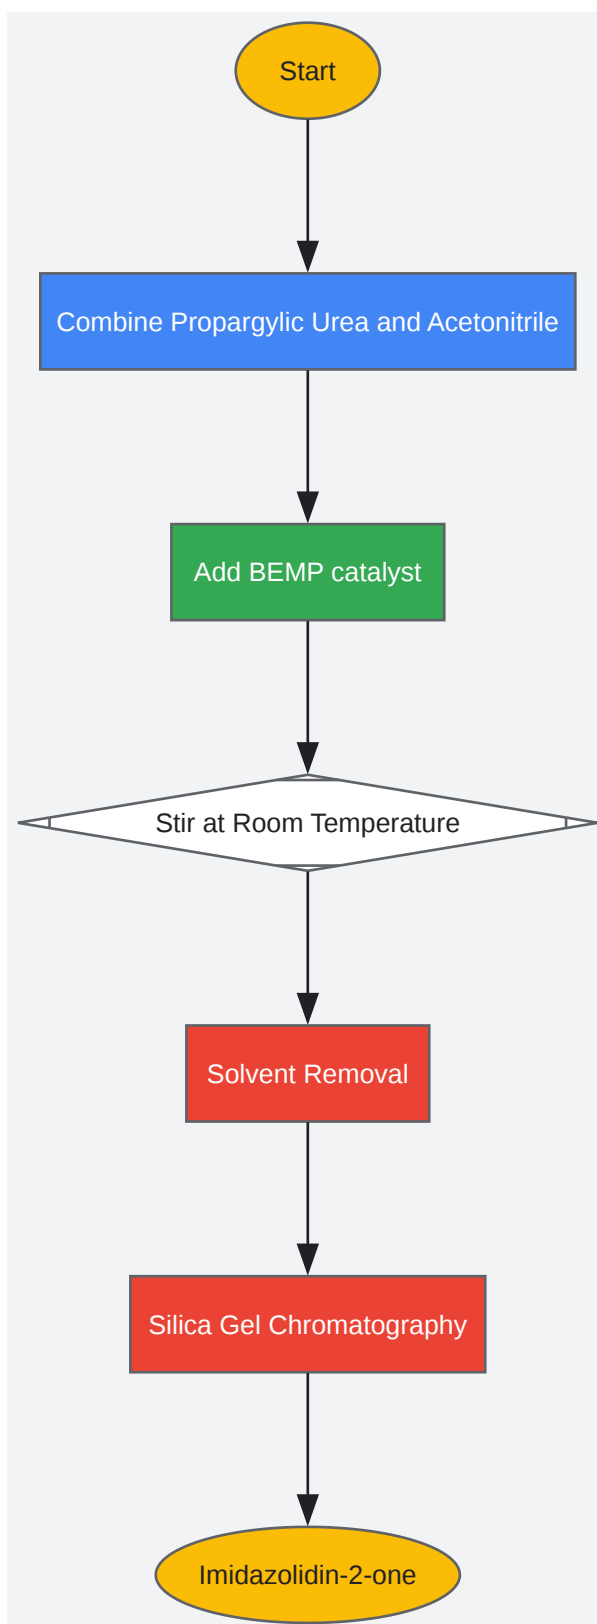 Start
Combine Propargylic Urea and Acetonitrile
Add BEMP catalyst
Stir at Room Temperature
Solvent Removal
Silica Gel Chromatography
Imidazolidin-2-one